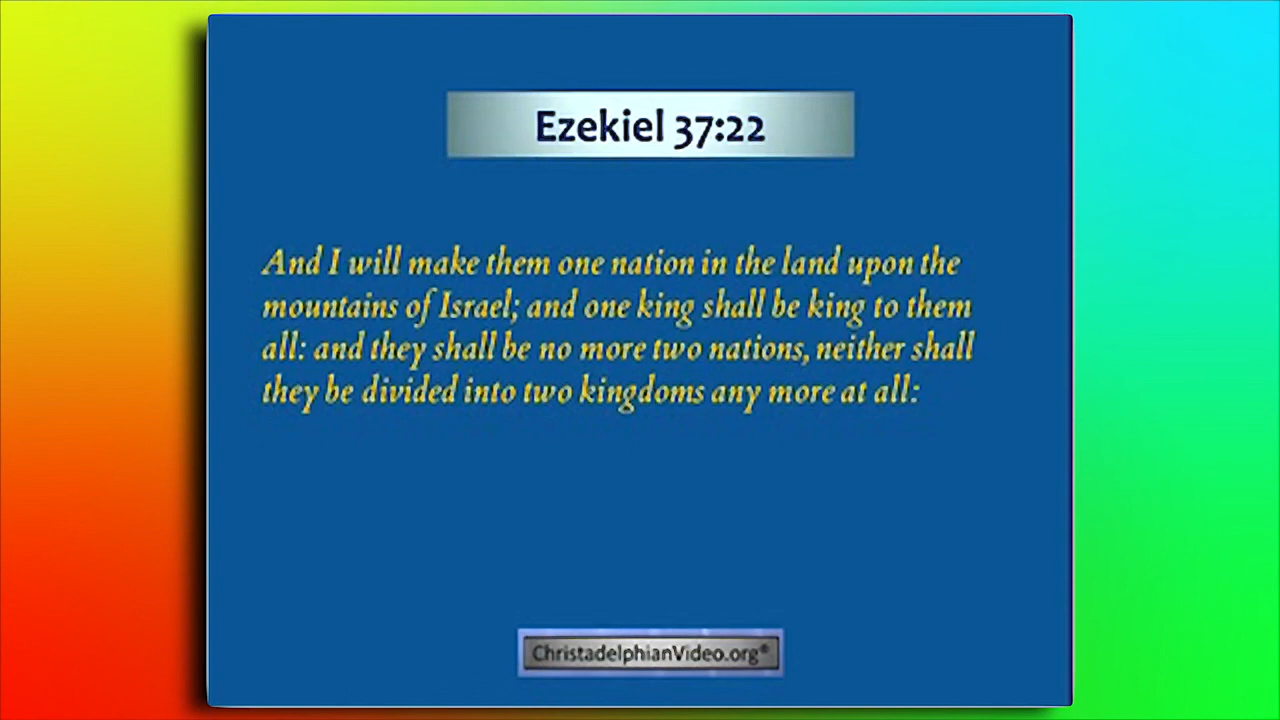 Ezekiel 37:22
And I will make them one nation in the land upon the
mountains of Israel; and one king shall be king to them
all: and they shall be no more two nations, neither shall
they be divided into two kingdoms any more at all:
ChristadelphianVideo.org®